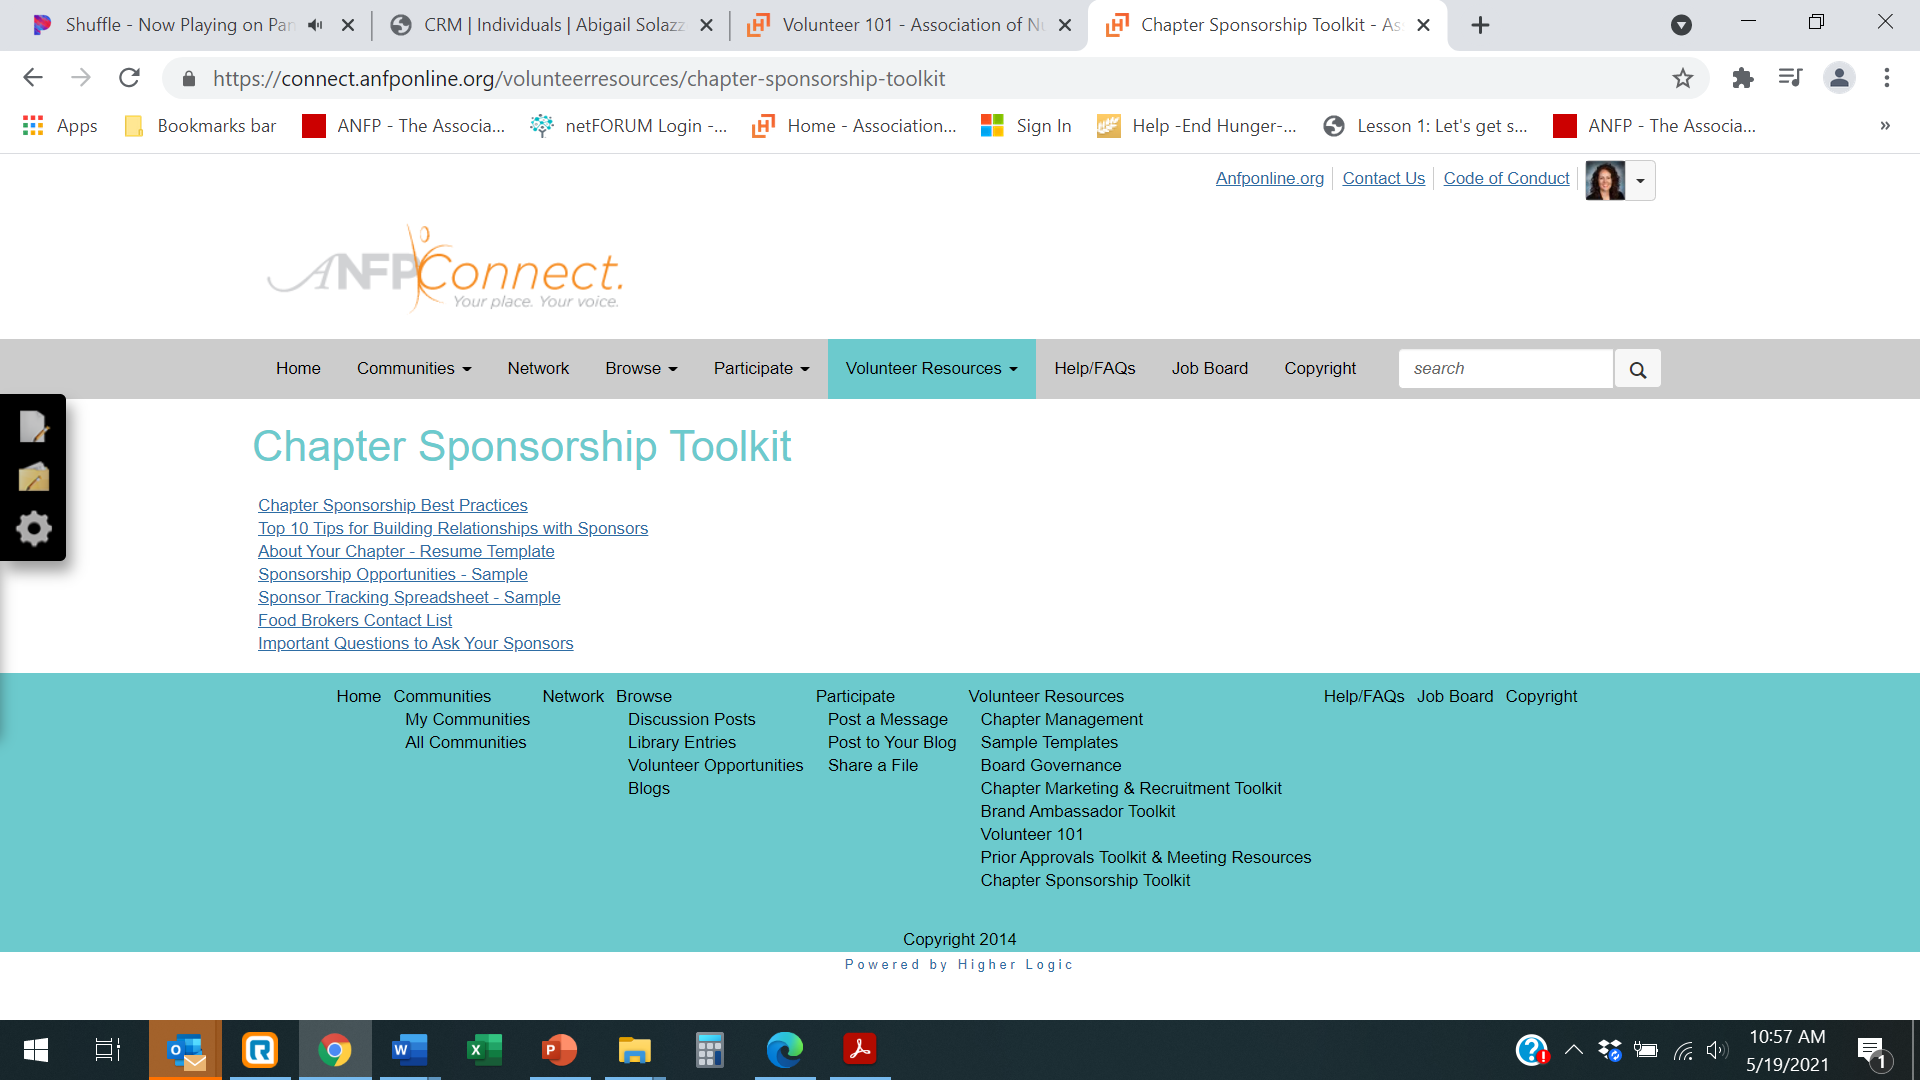 Shuffle - Now Playing on Pan
CRM | Individuals | Abigail Solazz
Volunteer 101 - Association of Nu
Chapter Sponsorship Toolkit - As
https://connect.anfponline.org/volunteerresources/chapter-sponsorship-toolkit
Apps
Bookmarks bar
ANFP - The Associa...
netFORUM Login -...
Home - Association...
Sign In
Help -End Hunger-...
Lesson 1: Let's get s...
ANFP - The Associa...
»
Anfponline.org
Contact Us
Code of Conduct
ANFPConnect.
Your place. Your voice.
Home
Communities
Network
Browse
Participate
Volunteer Resources
Help/FAQs
Job Board
Copyright
search
Chapter Sponsorship Toolkit
Chapter Sponsorship Best Practices
Top 10 Tips for Building Relationships with Sponsors
About Your Chapter - Resume Template
Sponsorship Opportunities - Sample
Sponsor Tracking Spreadsheet - Sample
Food Brokers Contact List
Important Questions to Ask Your Sponsors
Home
Communities
My Communities
All Communities
Network
Browse
Discussion Posts
Library Entries
Volunteer Opportunities
Blogs
Participate
Post a Message
Post to Your Blog
Share a File
Volunteer Resources
Chapter Management
Sample Templates
Board Governance
Chapter Marketing & Recruitment Toolkit
Brand Ambassador Toolkit
Volunteer 101
Prior Approvals Toolkit & Meeting Resources
Chapter Sponsorship Toolkit
Help/FAQs
Job Board
Copyright
Copyright 2014
Powered by Higher Logic
10:57 AM
5/19/2021
1